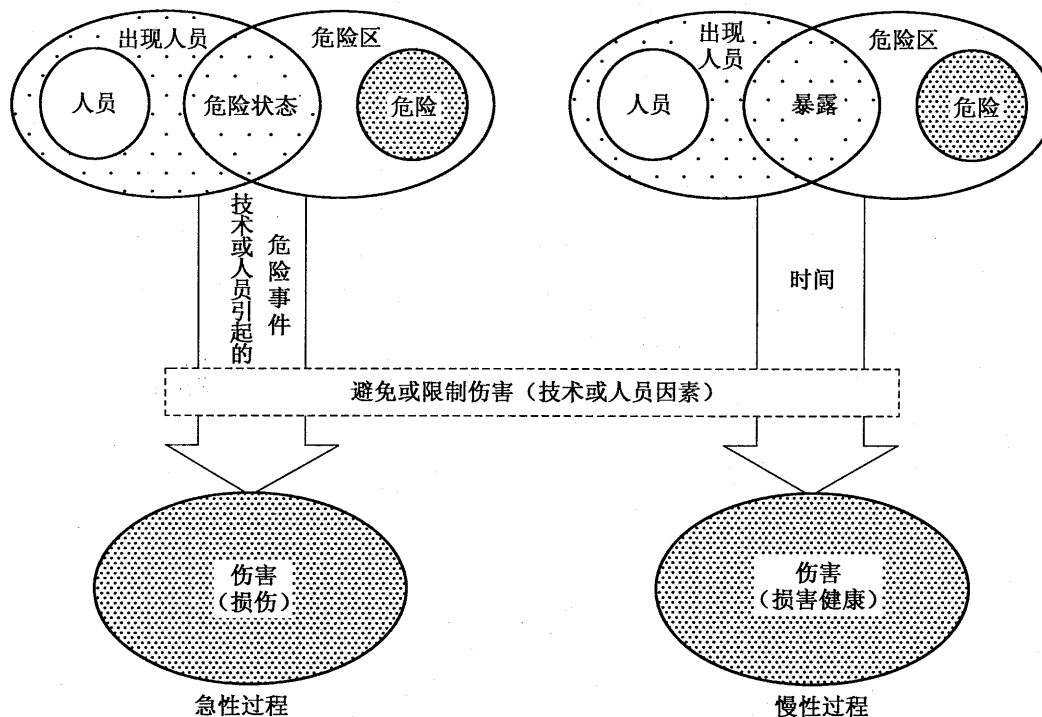 出现人员
危险区
人员
危险状态
危险
出现
人员
危险区
人员
暴露
危险
技术或人员引起的
危险事件
时间
避免或限制伤害（技术或人员因素）
伤害
（损伤）
伤害
（损害健康）
急性过程
慢性过程